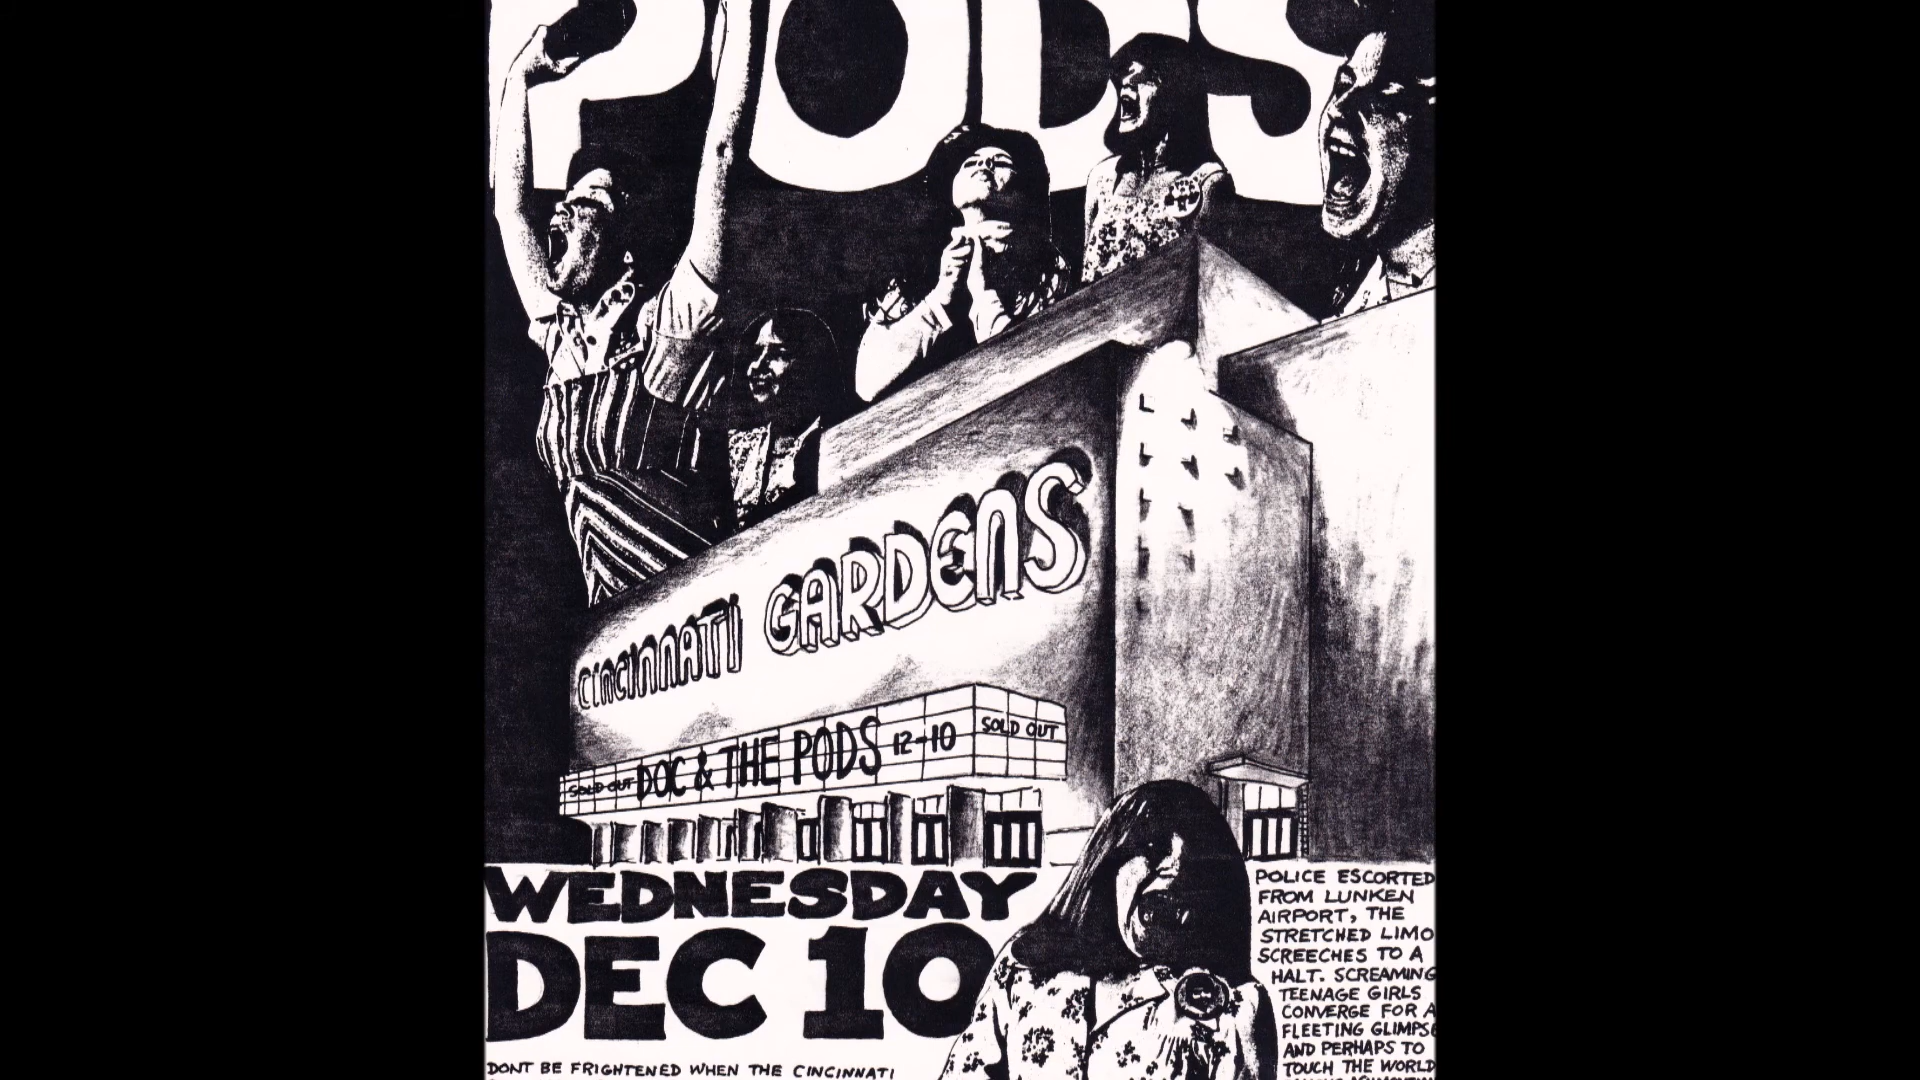 PODS
CINCINNATI GARDENS
SOLD OUT DOC & THE PODS 12-10 SOLD OUT
WEDNESDAY
DEC 10
DONT BE FRIGHTENED WHEN THE CINCINNATI
POLICE ESCORTED
FROM LUNKEN
AIRPORT, THE
STRETCHED LIMO
SCREECHES TO A
HALT. SCREAMING
TEENAGE GIRLS
CONVERGE FOR A
FLEETING GLIMPSE
AND PERHAPS TO
TOUCH THE WORLD